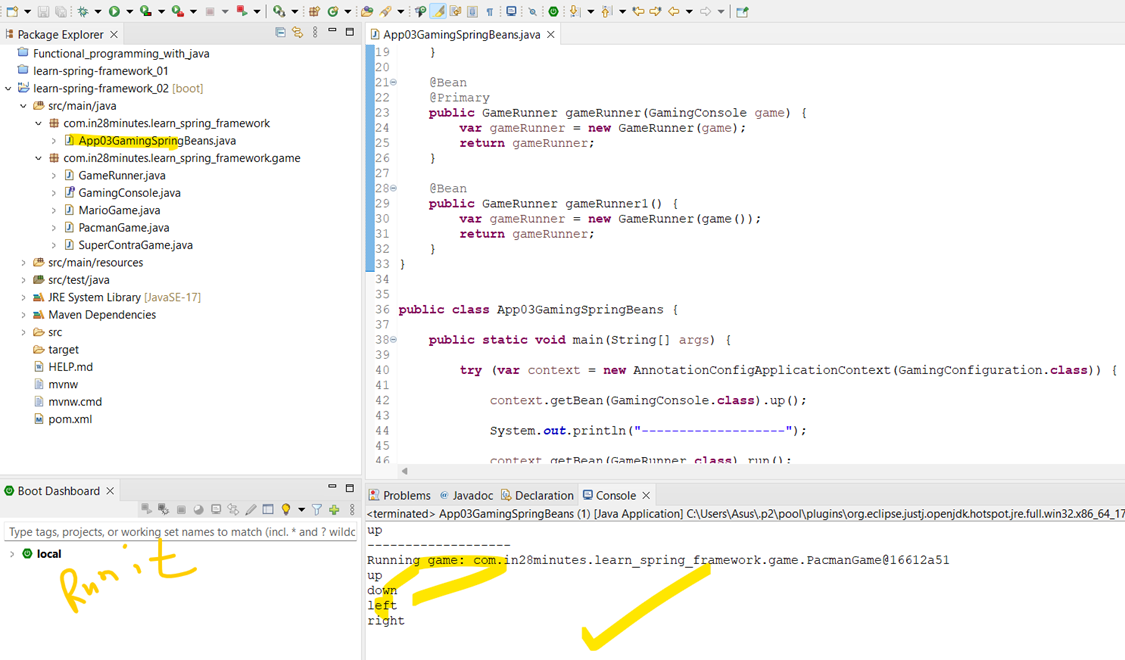 Package Explorer
Functional_programming_with_java
learn-spring-framework_01
learn-spring-framework_02 [boot]
src/main/java
com.in28minutes.learn_spring_framework
App03GamingSpringBeans.java
com.in28minutes.learn_spring_framework.game
GameRunner.java
GamingConsole.java
MarioGame.java
PacmanGame.java
SuperContraGame.java
src/main/resources
src/test/java
JRE System Library [JavaSE-17]
Maven Dependencies
src
target
HELP.md
mvnw
mvnw.cmd
pom.xml
Boot Dashboard
Type tags, projects, or working set names to match (incl. * and ? wildc
local
Run it
App03GamingSpringBeans.java
19 }
20
21 @Bean
22 @Primary
23 public GameRunner gameRunner(GamingConsole game) {
24 var gameRunner = new GameRunner(game);
25 return gameRunner;
26 }
27
28 @Bean
29 public GameRunner gameRunner1() {
30 var gameRunner = new GameRunner(game());
31 return gameRunner;
32 }
33 }
34
35
36 public class App03GamingSpringBeans {
37
38 public static void main(String[] args) {
39
40 try (var context = new AnnotationConfigApplicationContext(GamingConfiguration.class)) {
41
42 context.getBean(GamingConsole.class).up();
43
44 System.out.println("-------------------");
45
46 context.getBean(GameRunner.class).run();
Problems Javadoc Declaration Console
<terminated> App03GamingSpringBeans (1) [Java Application] C:\Users\Asus\.p2\pool\plugins\org.eclipse.justj.openjdk.hotspot.jre.full.win32.x86_64_17
up
-------------------
Running game: com.in28minutes.learn_spring_framework.game.PacmanGame@16612a51
up
down
left
right